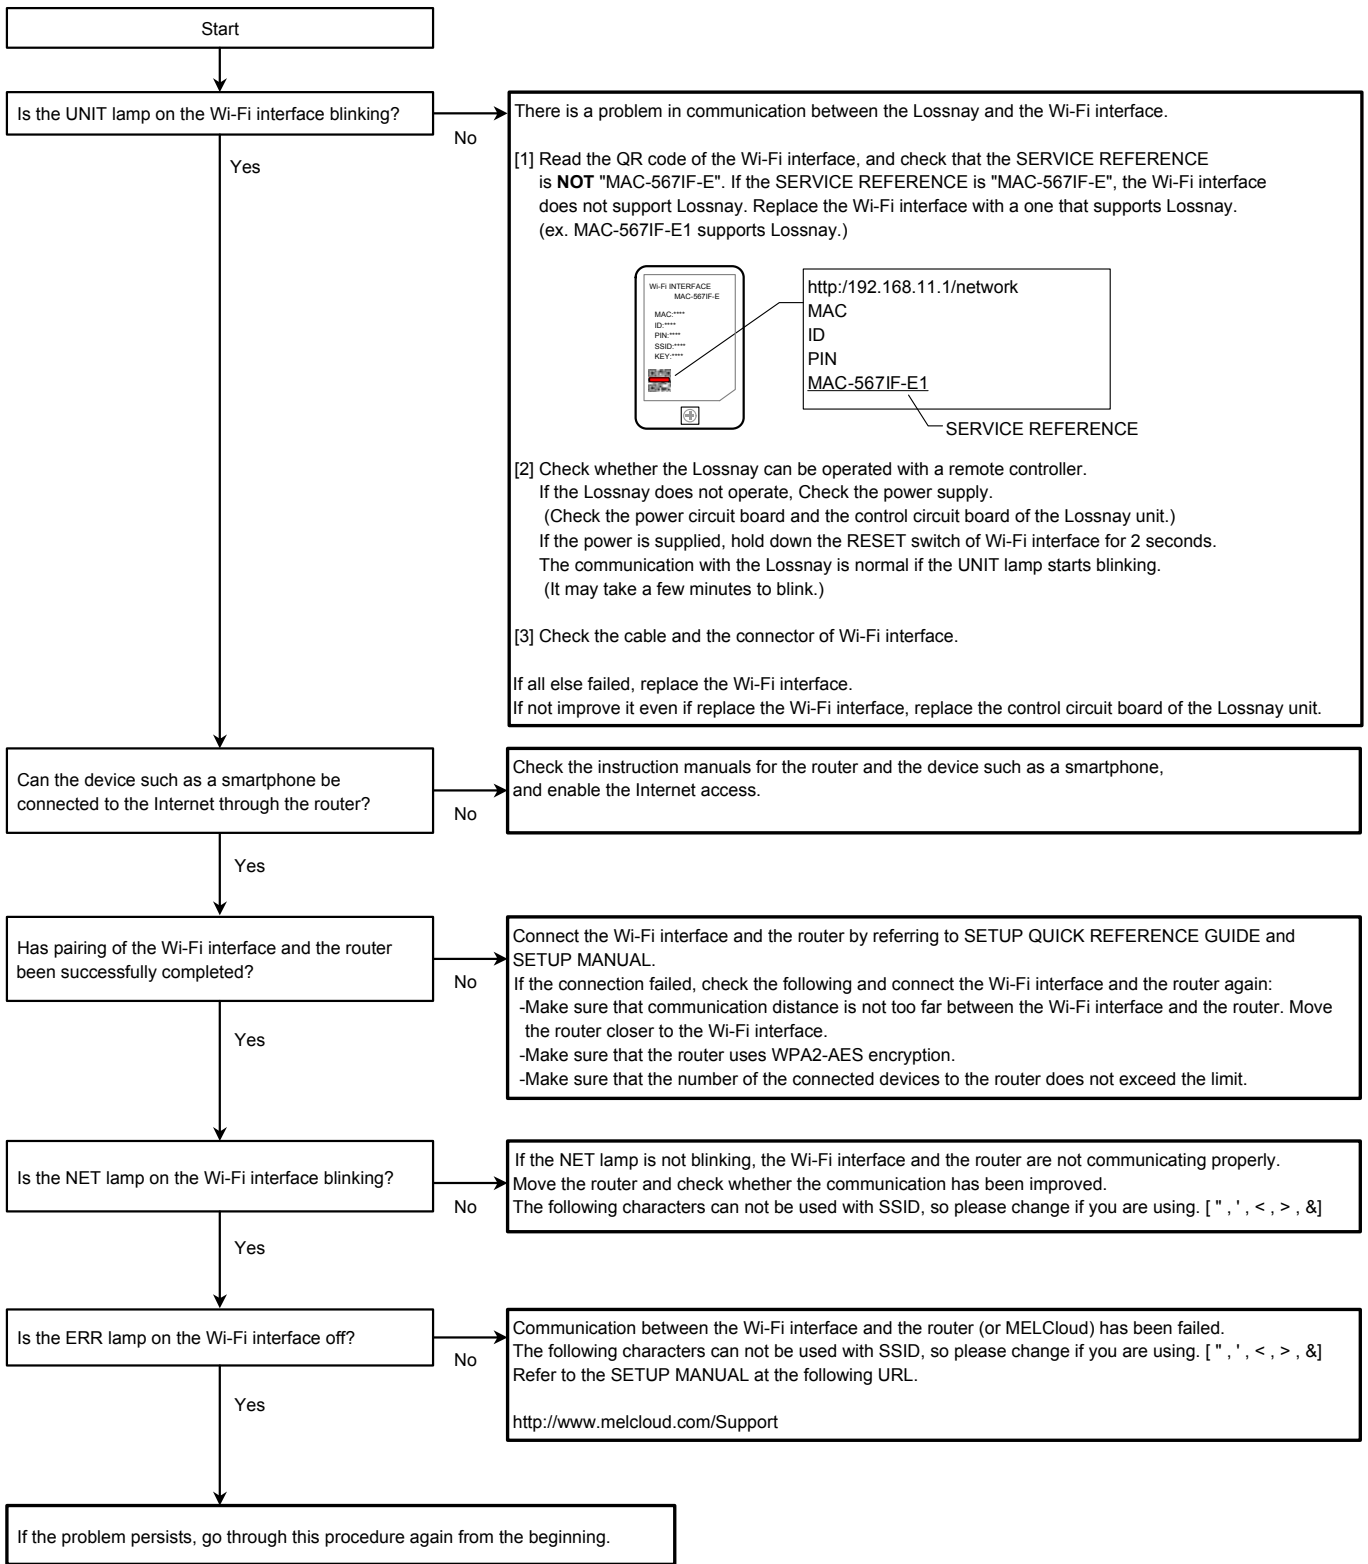 Start
Is the UNIT lamp on the Wi-Fi interface blinking?
No
Yes
There is a problem in communication between the Lossnay and the Wi-Fi interface.
[1] Read the QR code of the Wi-Fi interface, and check that the SERVICE REFERENCE
is NOT "MAC-567IF-E". If the SERVICE REFERENCE is "MAC-567IF-E", the Wi-Fi interface
does not support Lossnay. Replace the Wi-Fi interface with a one that supports Lossnay.
(ex. MAC-567IF-E1 supports Lossnay.)
Wi-Fi INTERFACE
MAC-567IF-E
MAC:****
ID:****
PIN:****
SSID:****
KEY:****
http:/192.168.11.1/network
MAC
ID
PIN
MAC-567IF-E1
SERVICE REFERENCE
[2] Check whether the Lossnay can be operated with a remote controller.
If the Lossnay does not operate, Check the power supply.
(Check the power circuit board and the control circuit board of the Lossnay unit.)
If the power is supplied, hold down the RESET switch of Wi-Fi interface for 2 seconds.
The communication with the Lossnay is normal if the UNIT lamp starts blinking.
(It may take a few minutes to blink.)
[3] Check the cable and the connector of Wi-Fi interface.
If all else failed, replace the Wi-Fi interface.
If not improve it even if replace the Wi-Fi interface, replace the control circuit board of the Lossnay unit.
Can the device such as a smartphone be
connected to the Internet through the router?
No
Yes
Check the instruction manuals for the router and the device such as a smartphone,
and enable the Internet access.
Has pairing of the Wi-Fi interface and the router
been successfully completed?
No
Yes
Connect the Wi-Fi interface and the router by referring to SETUP QUICK REFERENCE GUIDE and
SETUP MANUAL.
If the connection failed, check the following and connect the Wi-Fi interface and the router again:
-Make sure that communication distance is not too far between the Wi-Fi interface and the router. Move
the router closer to the Wi-Fi interface.
-Make sure that the router uses WPA2-AES encryption.
-Make sure that the number of the connected devices to the router does not exceed the limit.
Is the NET lamp on the Wi-Fi interface blinking?
No
Yes
If the NET lamp is not blinking, the Wi-Fi interface and the router are not communicating properly.
Move the router and check whether the communication has been improved.
The following characters can not be used with SSID, so please change if you are using. [ " , ' , < , > , &]
Is the ERR lamp on the Wi-Fi interface off?
No
Yes
Communication between the Wi-Fi interface and the router (or MELCloud) has been failed.
The following characters can not be used with SSID, so please change if you are using. [ " , ' , < , > , &]
Refer to the SETUP MANUAL at the following URL.
http://www.melcloud.com/Support
If the problem persists, go through this procedure again from the beginning.